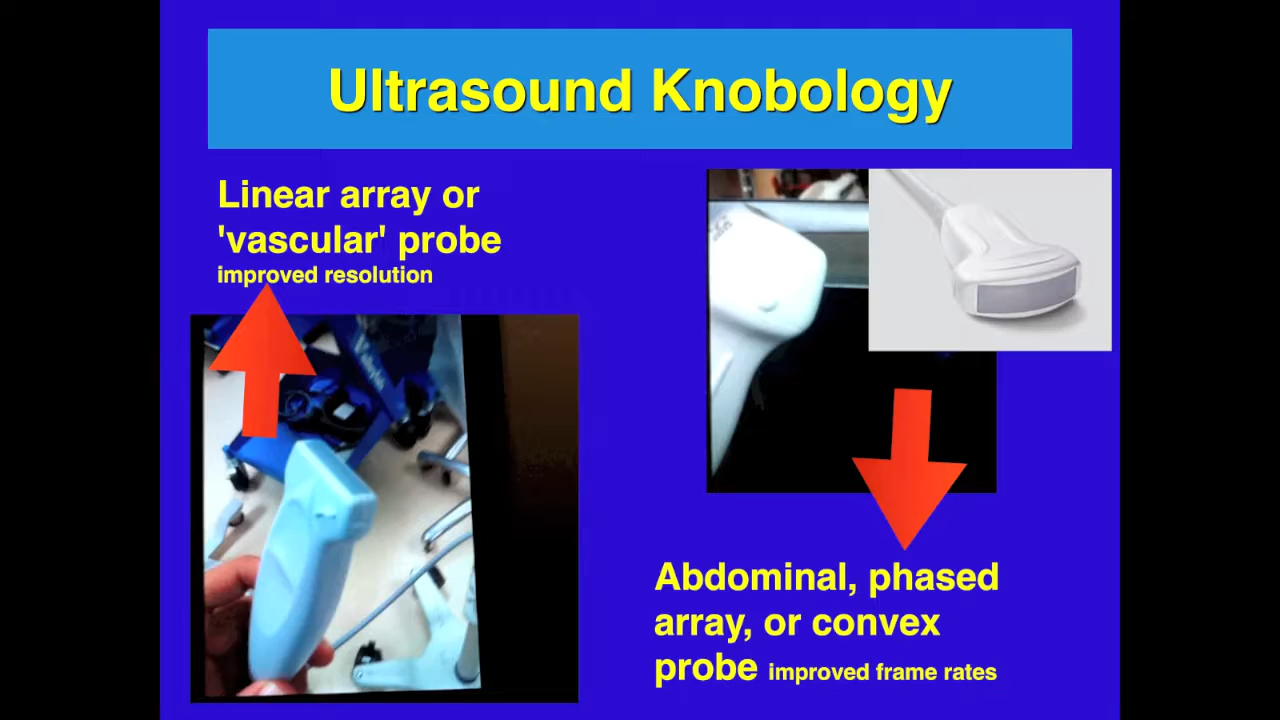 Ultrasound Knobology
Linear array or
'vascular' probe
improved resolution
Abdominal, phased
array, or convex
probe improved frame rates